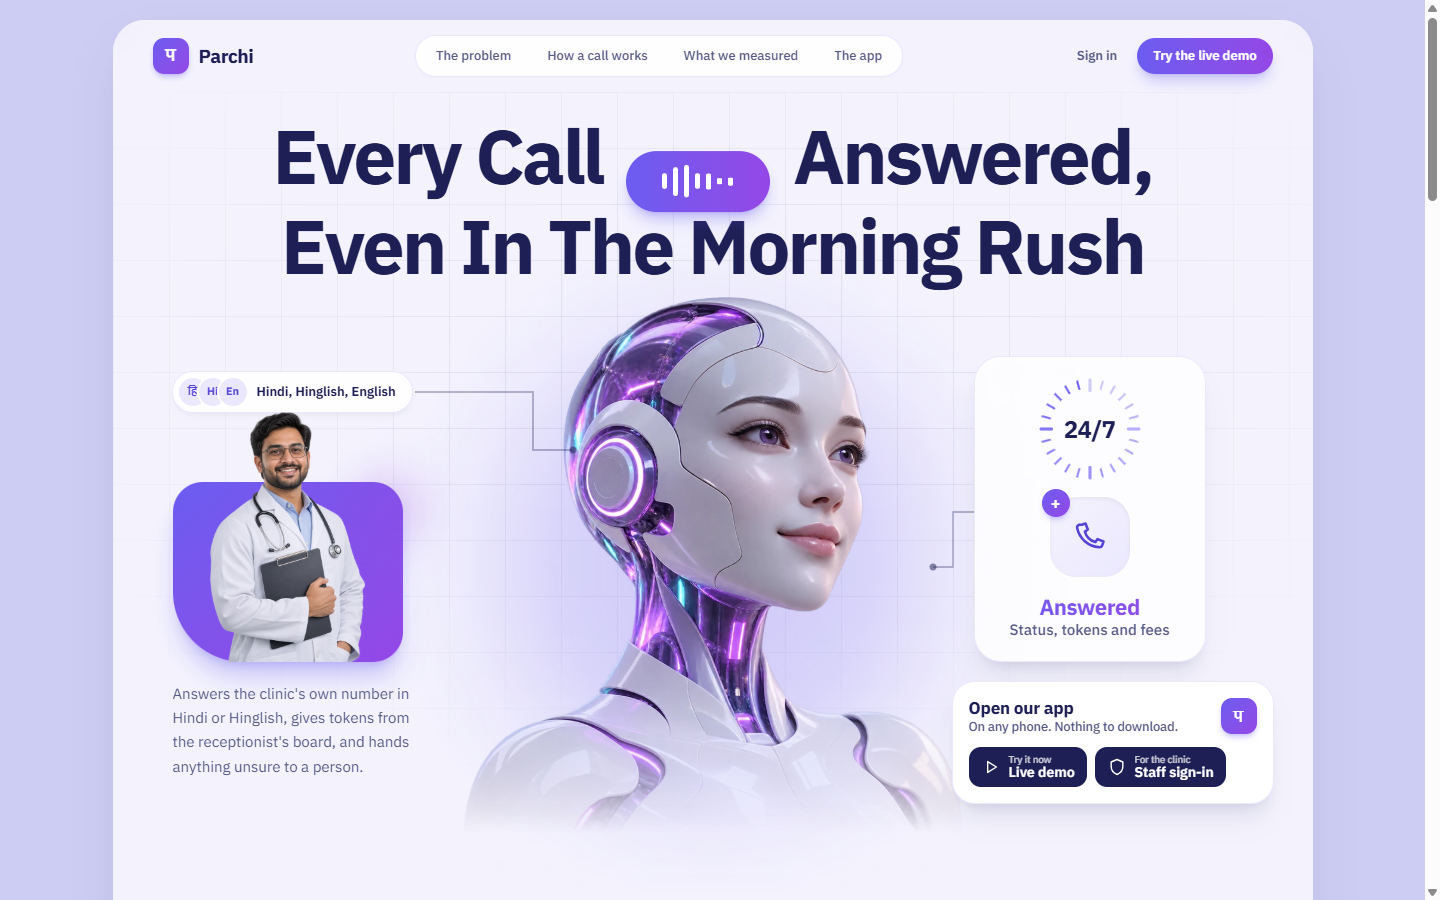 प Parchi
The problem How a call works What we measured The app
Sign in Try the live demo
Every Call Answered,
Even In The Morning Rush
हि Hi En Hindi, Hinglish, English
Answers the clinic's own number in
Hindi or Hinglish, gives tokens from
the receptionist's board, and hands
anything unsure to a person.
24/7
+
Answered
Status, tokens and fees
Open our app
On any phone. Nothing to download.
प
Try it now
Live demo
For the clinic
Staff sign-in